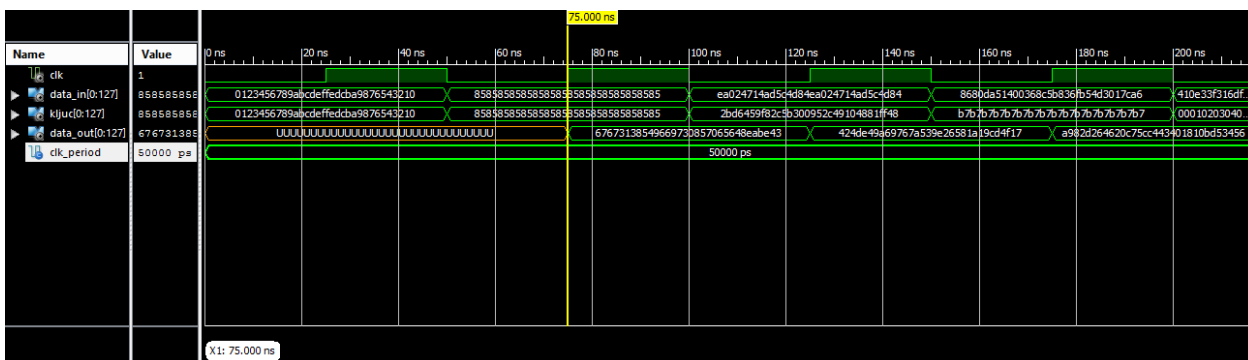 75.000 ns
Name Value 0 ns 20 ns 40 ns 60 ns 80 ns 100 ns 120 ns 140 ns 160 ns 180 ns 200 ns
clk 1
data_in[0:127] 858585858 0123456789abcdeffedcba9876543210 85858585858585858585858585858585 ea024714ad5c4d84ea024714ad5c4d84 8680da51400368c5b836fb54d3017ca6 410e33f316df..
kljuc[0:127] 858585858 0123456789abcdeffedcba9876543210 85858585858585858585858585858585 2bd6459f82c5b300952c49104881ff48 b7b7b7b7b7b7b7b7b7b7b7b7b7b7b7b7 00010203040..
data_out[0:127] 676731385 UUUUUUUUUUUUUUUUUUUUUUUUUUUUUUUU 67673138549669730857065648eabe43 424de49a69767a539e26581a19cd4f17 a982d264620c75cc443401810bd53456
clk_period 50000 ps 50000 ps
X1: 75.000 ns